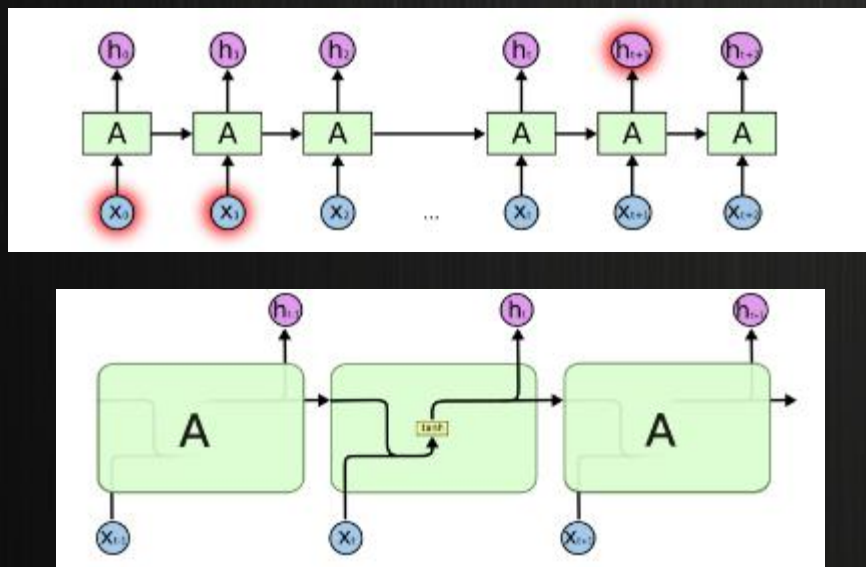 h₀ h₁ h₂ hₜ hₜ₊₁ hₜ₊₂
A A A A A A
x₀ x₁ x₂ ... xₜ xₜ₊₁ xₜ₊₂
hₜ₋₁ hₜ hₜ₊₁
A tanh A
xₜ₋₁ xₜ xₜ₊₁